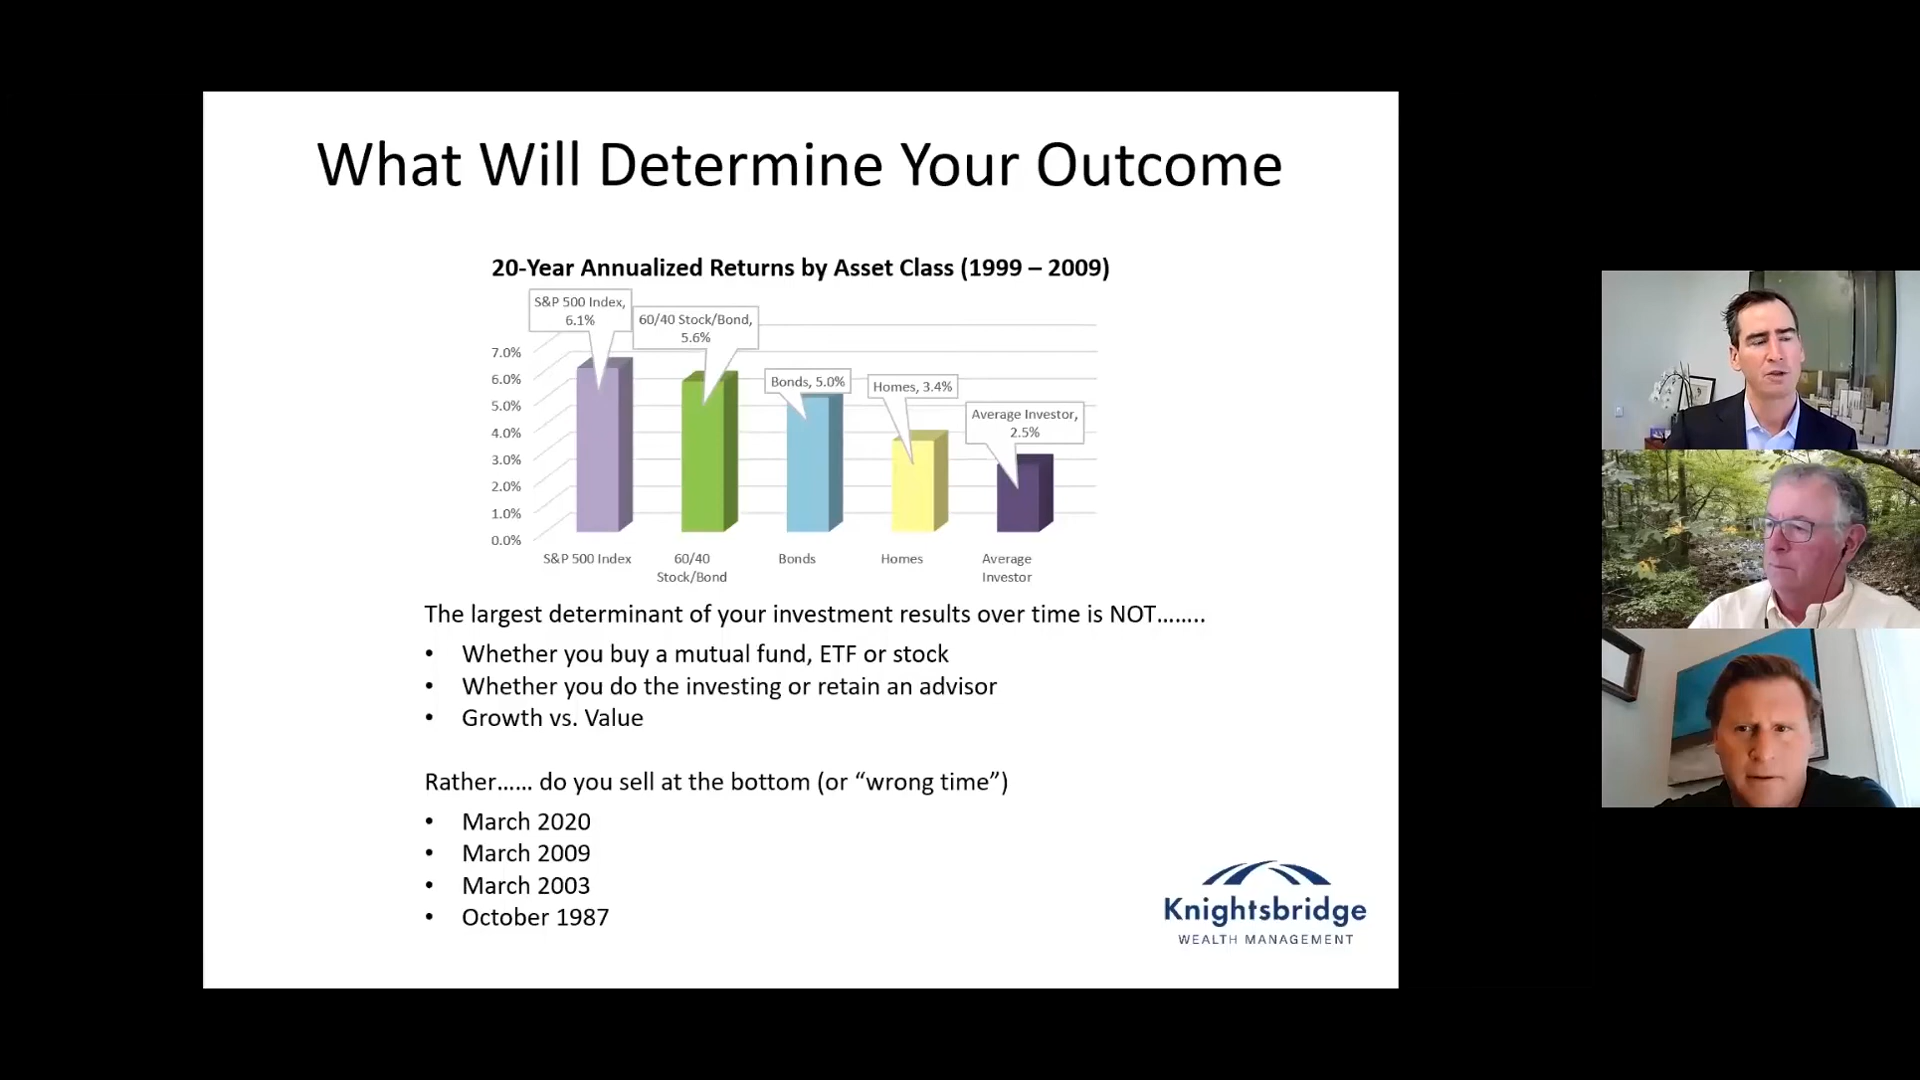 What Will Determine Your Outcome
20-Year Annualized Returns by Asset Class (1999 – 2009)
S&P 500 Index,
6.1%
60/40 Stock/Bond,
5.6%
Bonds, 5.0%
Homes, 3.4%
Average Investor,
2.5%
7.0%
6.0%
5.0%
4.0%
3.0%
2.0%
1.0%
0.0%
S&P 500 Index
60/40
Stock/Bond
Bonds
Homes
Average
Investor
The largest determinant of your investment results over time is NOT……..
• Whether you buy a mutual fund, ETF or stock
• Whether you do the investing or retain an advisor
• Growth vs. Value
Rather…… do you sell at the bottom (or “wrong time”)
• March 2020
• March 2009
• March 2003
• October 1987
Knightsbridge
WEALTH MANAGEMENT